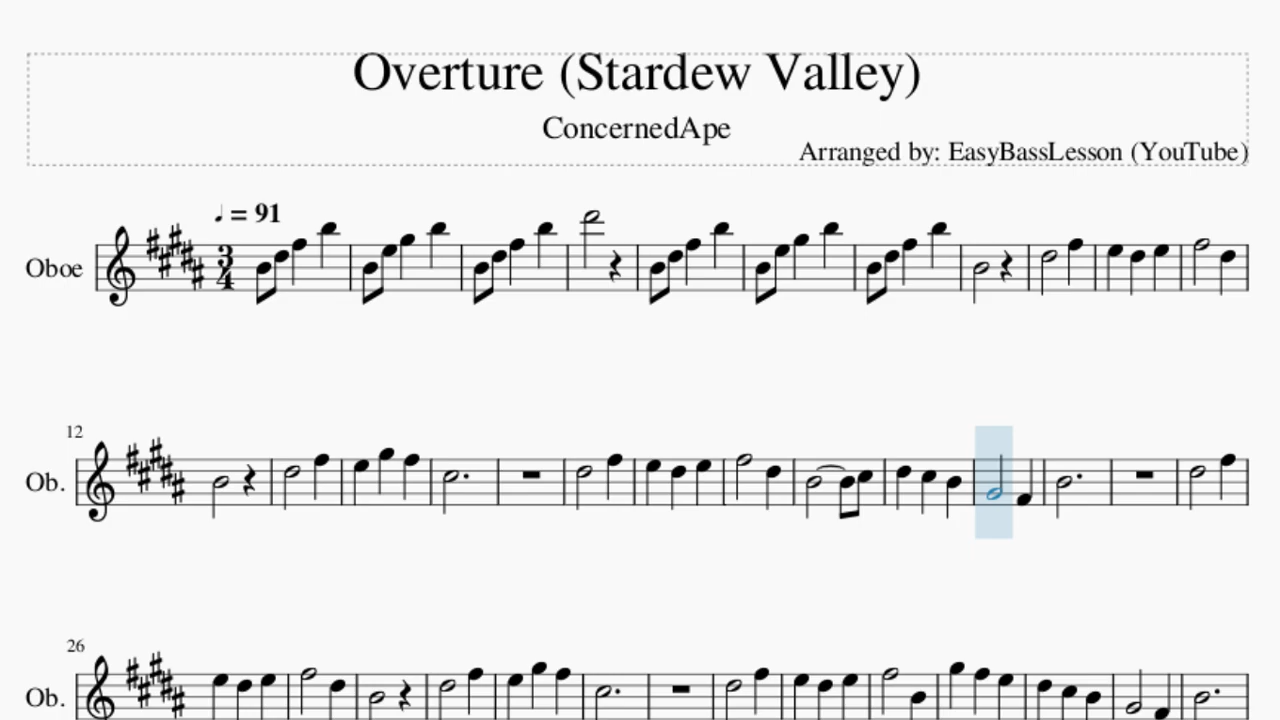 Overture (Stardew Valley)
ConcernedApe
Arranged by: EasyBassLesson (YouTube)
♩ = 91
Oboe
3
4
12
Ob.
26
Ob.